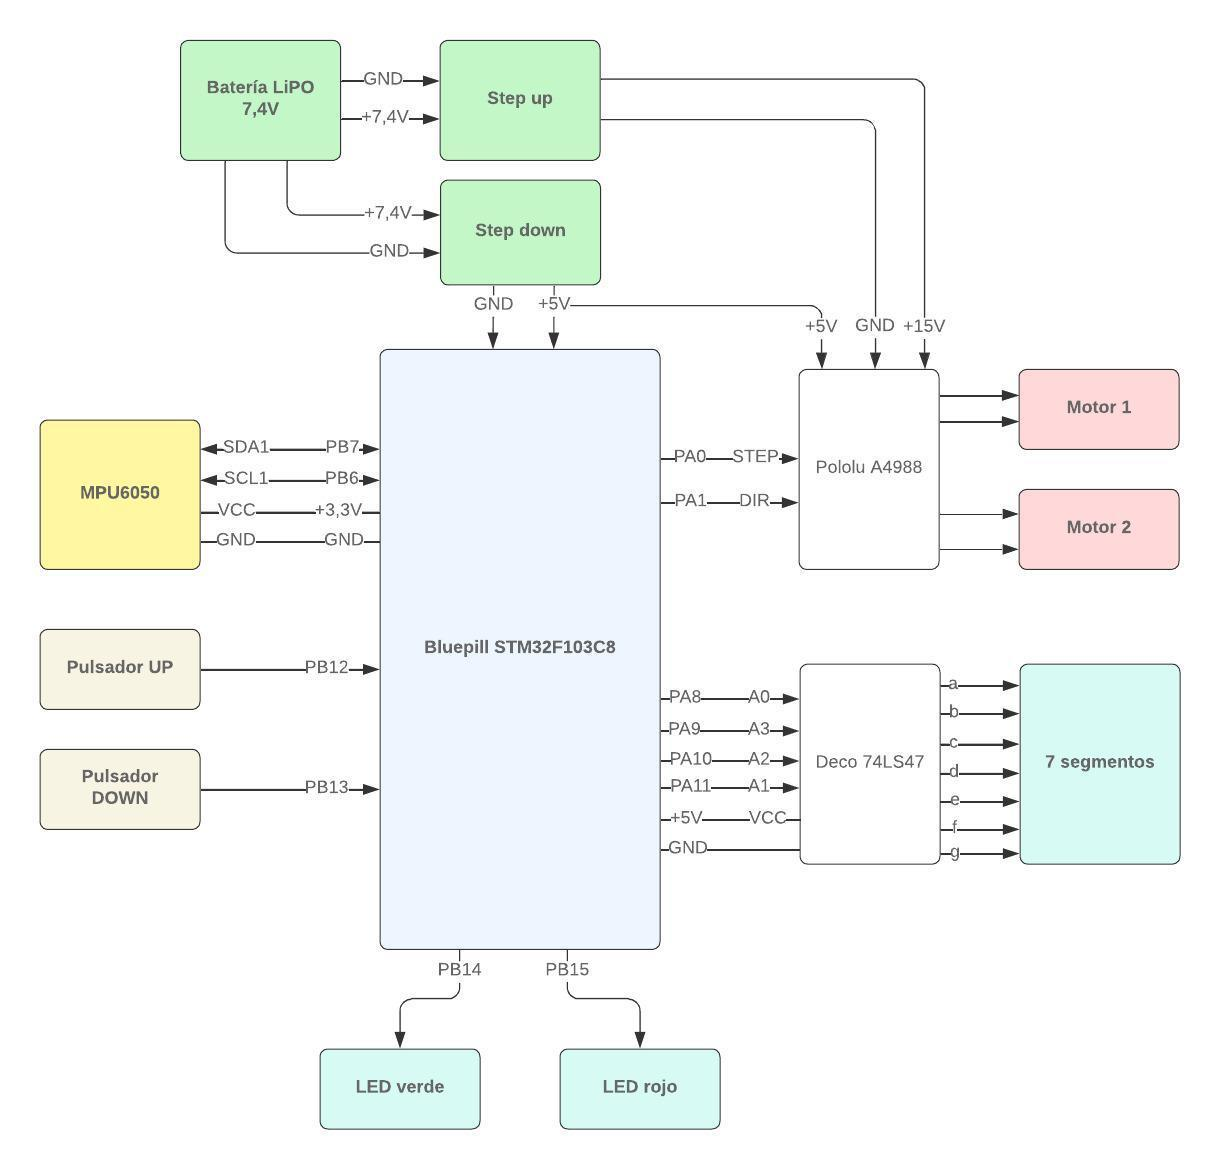 Batería LiPO
7,4V
GND
+7,4V
Step up
+7,4V
GND
Step down
GND
+5V
+5V
GND
+15V
MPU6050
SDA1
PB7
SCL1
PB6
VCC
+3,3V
GND
GND
Pulsador UP
PB12
Pulsador
DOWN
PB13
Bluepill STM32F103C8
PA0
STEP
PA1
DIR
Pololu A4988
Motor 1
Motor 2
PA8
A0
PA9
A3
PA10
A2
PA11
A1
+5V
VCC
GND
Deco 74LS47
a
b
c
d
e
f
g
7 segmentos
PB14
PB15
LED verde
LED rojo